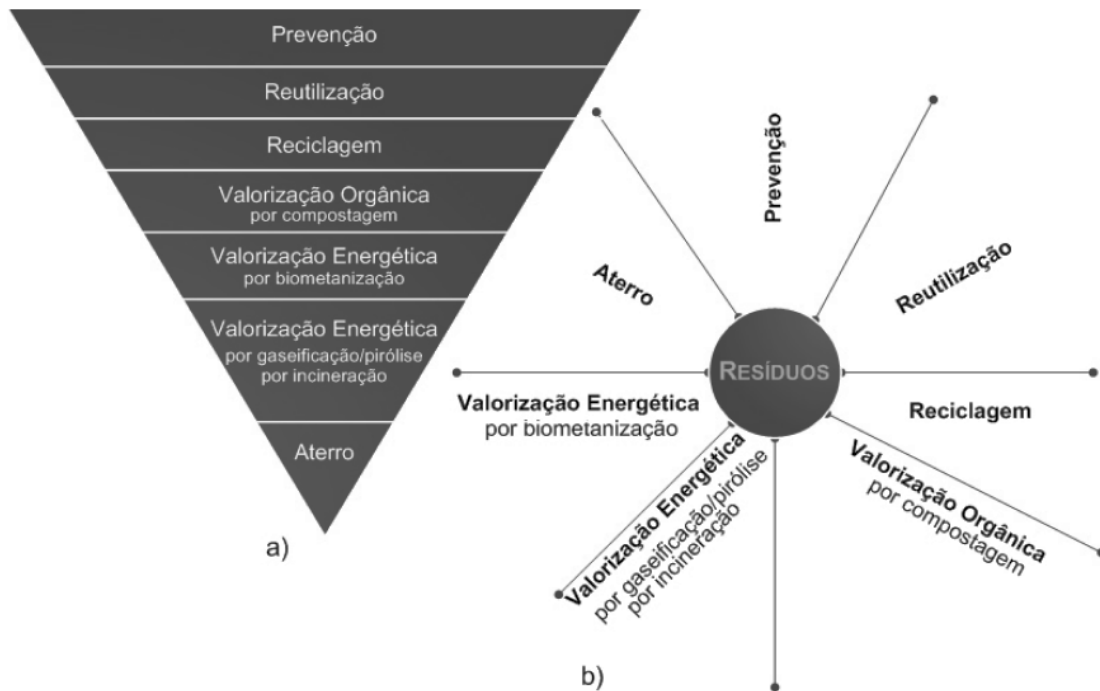 Prevenção
Reutilização
Reciclagem
Valorização Orgânica
por compostagem
Valorização Energética
por biometanização
Valorização Energética
por gaseificação/pirólise
por incineração
Aterro
a)
Prevenção
Reutilização
Reciclagem
Valorização Orgânica
por compostagem
Valorização Energética
por gaseificação/pirólise
por incineração
Valorização Energética
por biometanização
Aterro
RESÍDUOS
b)